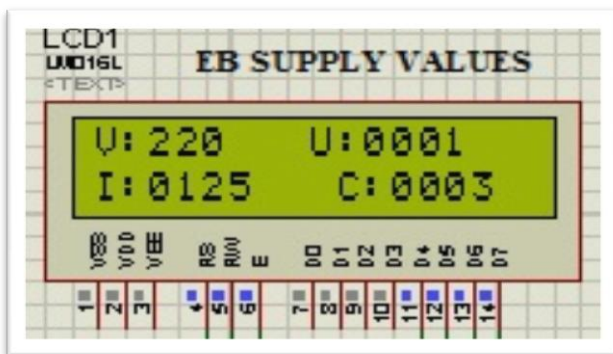 LCD1
LM016L
<TEXT>
EB SUPPLY VALUES
V:220 U:0001
I:0125 C:0003
VSS VDD VEE RS RW E D0 D1 D2 D3 D4 D5 D6 D7
1 2 3 4 5 6 7 8 9 10 11 12 13 14